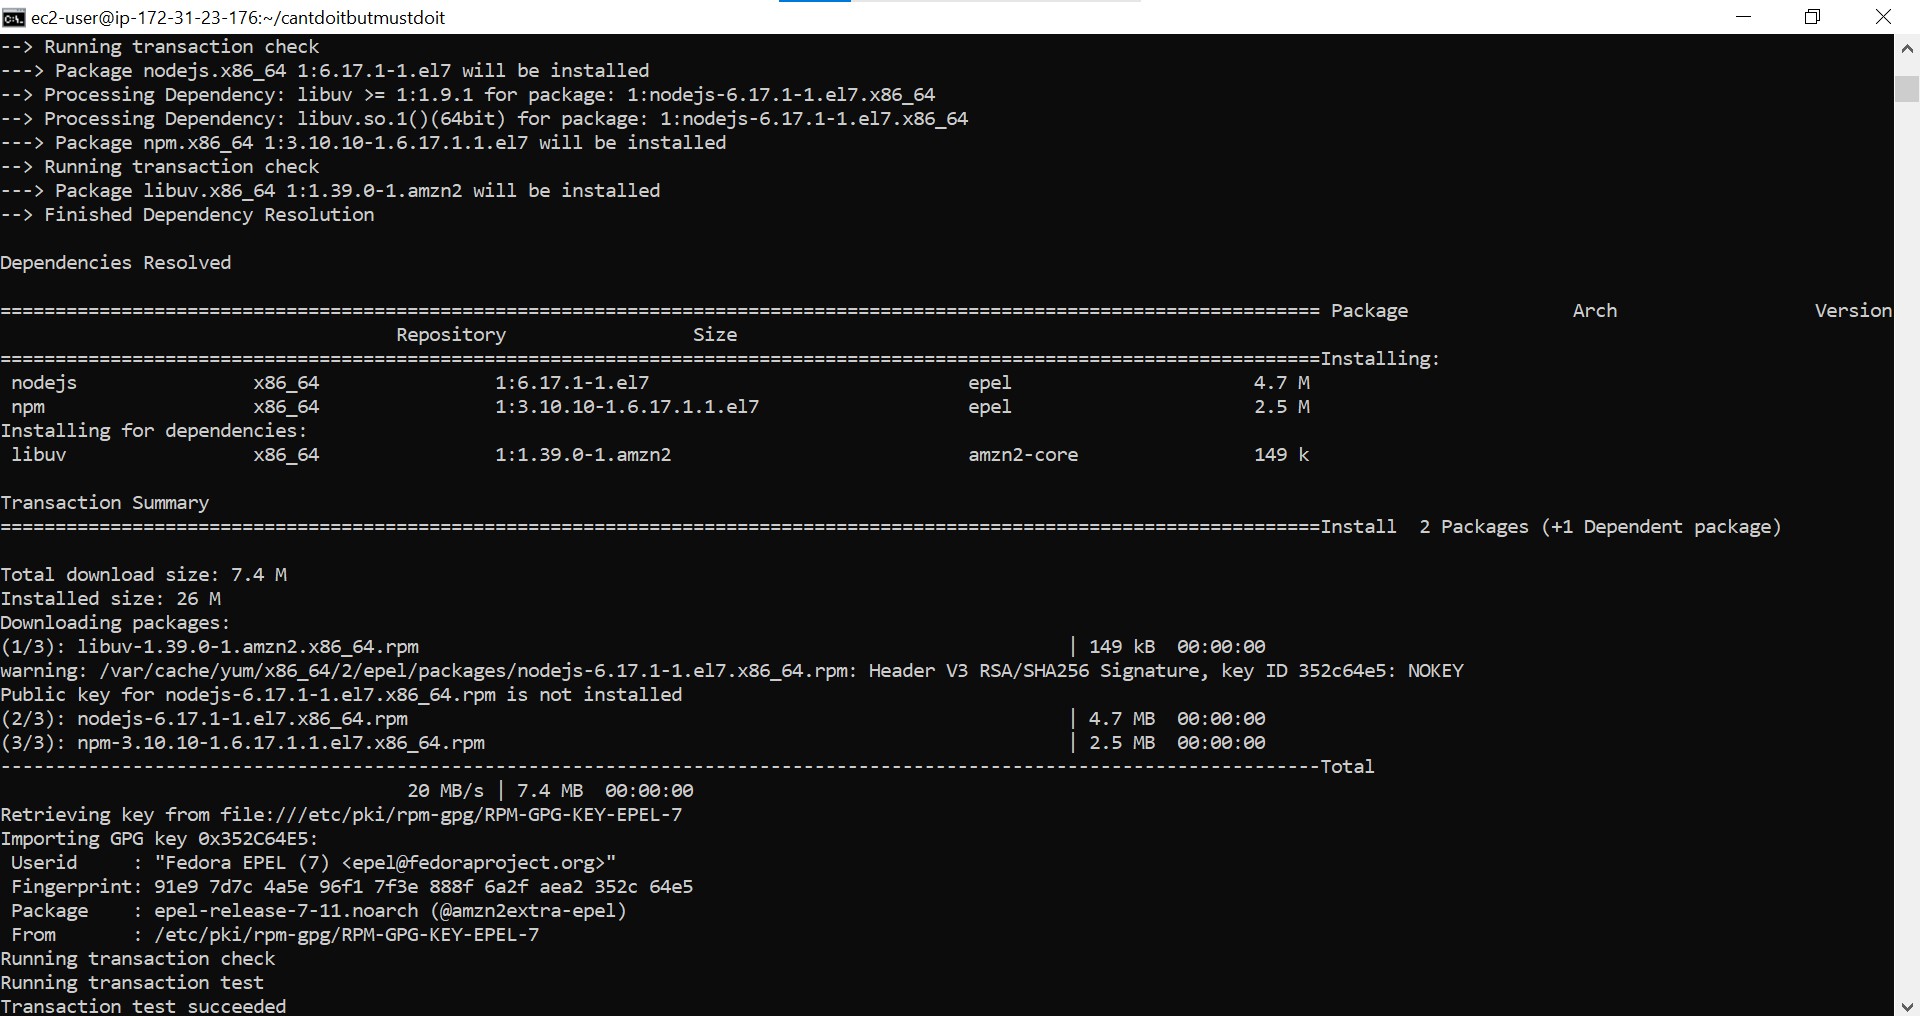 ec2-user@ip-172-31-23-176:~/cantdoitbutmustdoit
--> Running transaction check
---> Package nodejs.x86_64 1:6.17.1-1.el7 will be installed
--> Processing Dependency: libuv >= 1:1.9.1 for package: 1:nodejs-6.17.1-1.el7.x86_64
--> Processing Dependency: libuv.so.1()(64bit) for package: 1:nodejs-6.17.1-1.el7.x86_64
---> Package npm.x86_64 1:3.10.10-1.6.17.1.1.el7 will be installed
--> Running transaction check
---> Package libuv.x86_64 1:1.39.0-1.amzn2 will be installed
--> Finished Dependency Resolution
Dependencies Resolved
======================================================================================================================== Package               Arch                  Version
                                    Repository                 Size
========================================================================================================================Installing:
 nodejs                x86_64                1:6.17.1-1.el7                             epel                      4.7 M
 npm                   x86_64                1:3.10.10-1.6.17.1.1.el7                   epel                      2.5 M
Installing for dependencies:
 libuv                 x86_64                1:1.39.0-1.amzn2                           amzn2-core                149 k
Transaction Summary
========================================================================================================================Install  2 Packages (+1 Dependent package)
Total download size: 7.4 M
Installed size: 26 M
Downloading packages:
(1/3): libuv-1.39.0-1.amzn2.x86_64.rpm                                                           | 149 kB  00:00:00
warning: /var/cache/yum/x86_64/2/epel/packages/nodejs-6.17.1-1.el7.x86_64.rpm: Header V3 RSA/SHA256 Signature, key ID 352c64e5: NOKEY
Public key for nodejs-6.17.1-1.el7.x86_64.rpm is not installed
(2/3): nodejs-6.17.1-1.el7.x86_64.rpm                                                            | 4.7 MB  00:00:00
(3/3): npm-3.10.10-1.6.17.1.1.el7.x86_64.rpm                                                     | 2.5 MB  00:00:00
------------------------------------------------------------------------------------------------------------------------Total
                                     20 MB/s | 7.4 MB  00:00:00
Retrieving key from file:///etc/pki/rpm-gpg/RPM-GPG-KEY-EPEL-7
Importing GPG key 0x352C64E5:
 Userid     : "Fedora EPEL (7) <epel@fedoraproject.org>"
 Fingerprint: 91e9 7d7c 4a5e 96f1 7f3e 888f 6a2f aea2 352c 64e5
 Package    : epel-release-7-11.noarch (@amzn2extra-epel)
 From       : /etc/pki/rpm-gpg/RPM-GPG-KEY-EPEL-7
Running transaction check
Running transaction test
Transaction test succeeded